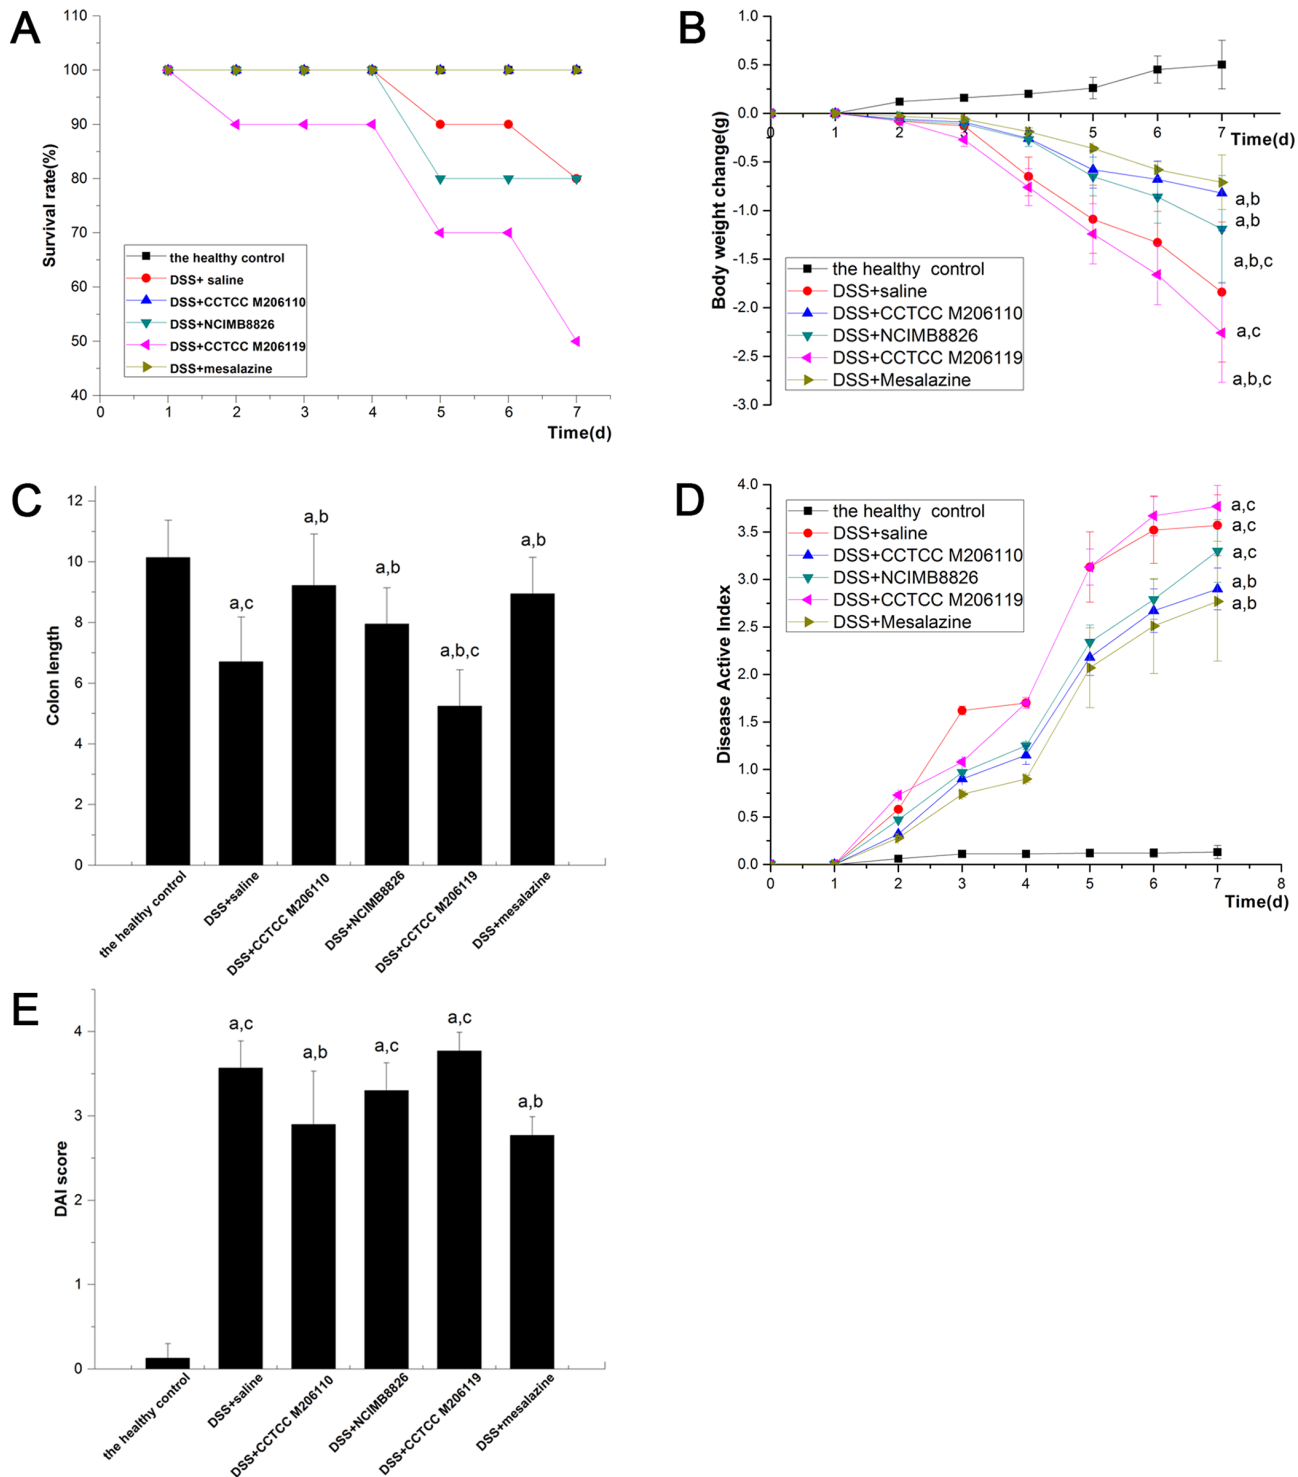 A
110
100
90
80
70
60
50
40
Survival rate(%)
the healthy control
DSS+ saline
DSS+CCTCC M206110
DSS+NCIMB8826
DSS+CCTCC M206119
DSS+mesalazine
0 1 2 3 4 5 6 7
Time(d)
B
1.0
0.5
0.0
-0.5
-1.0
-1.5
-2.0
-2.5
-3.0
Body weight change(g)
0 1 2 3 4 5 6 7
Time(d)
a,b
a,b
a,b,c
a,c
a,b,c
the healthy control
DSS+saline
DSS+CCTCC M206110
DSS+NCIMB8826
DSS+CCTCC M206119
DSS+Mesalazine
C
12
10
8
6
4
2
0
Colon length
a,c
a,b
a,b
a,b,c
a,b
the healthy control
DSS+saline
DSS+CCTCC M206110
DSS+NCIMB8826
DSS+CCTCC M206119
DSS+mesalazine
D
4.0
3.5
3.0
2.5
2.0
1.5
1.0
0.5
0.0
Disease Active Index
the healthy control
DSS+saline
DSS+CCTCC M206110
DSS+NCIMB8826
DSS+CCTCC M206119
DSS+Mesalazine
a,c
a,c
a,c
a,b
a,b
0 1 2 3 4 5 6 7 8
Time(d)
E
4
3
2
1
0
DAI score
a,c
a,b
a,c
a,c
a,b
the healthy control
DSS+saline
DSS+CCTCC M206110
DSS+NCIMB8826
DSS+CCTCC M206119
DSS+mesalazine